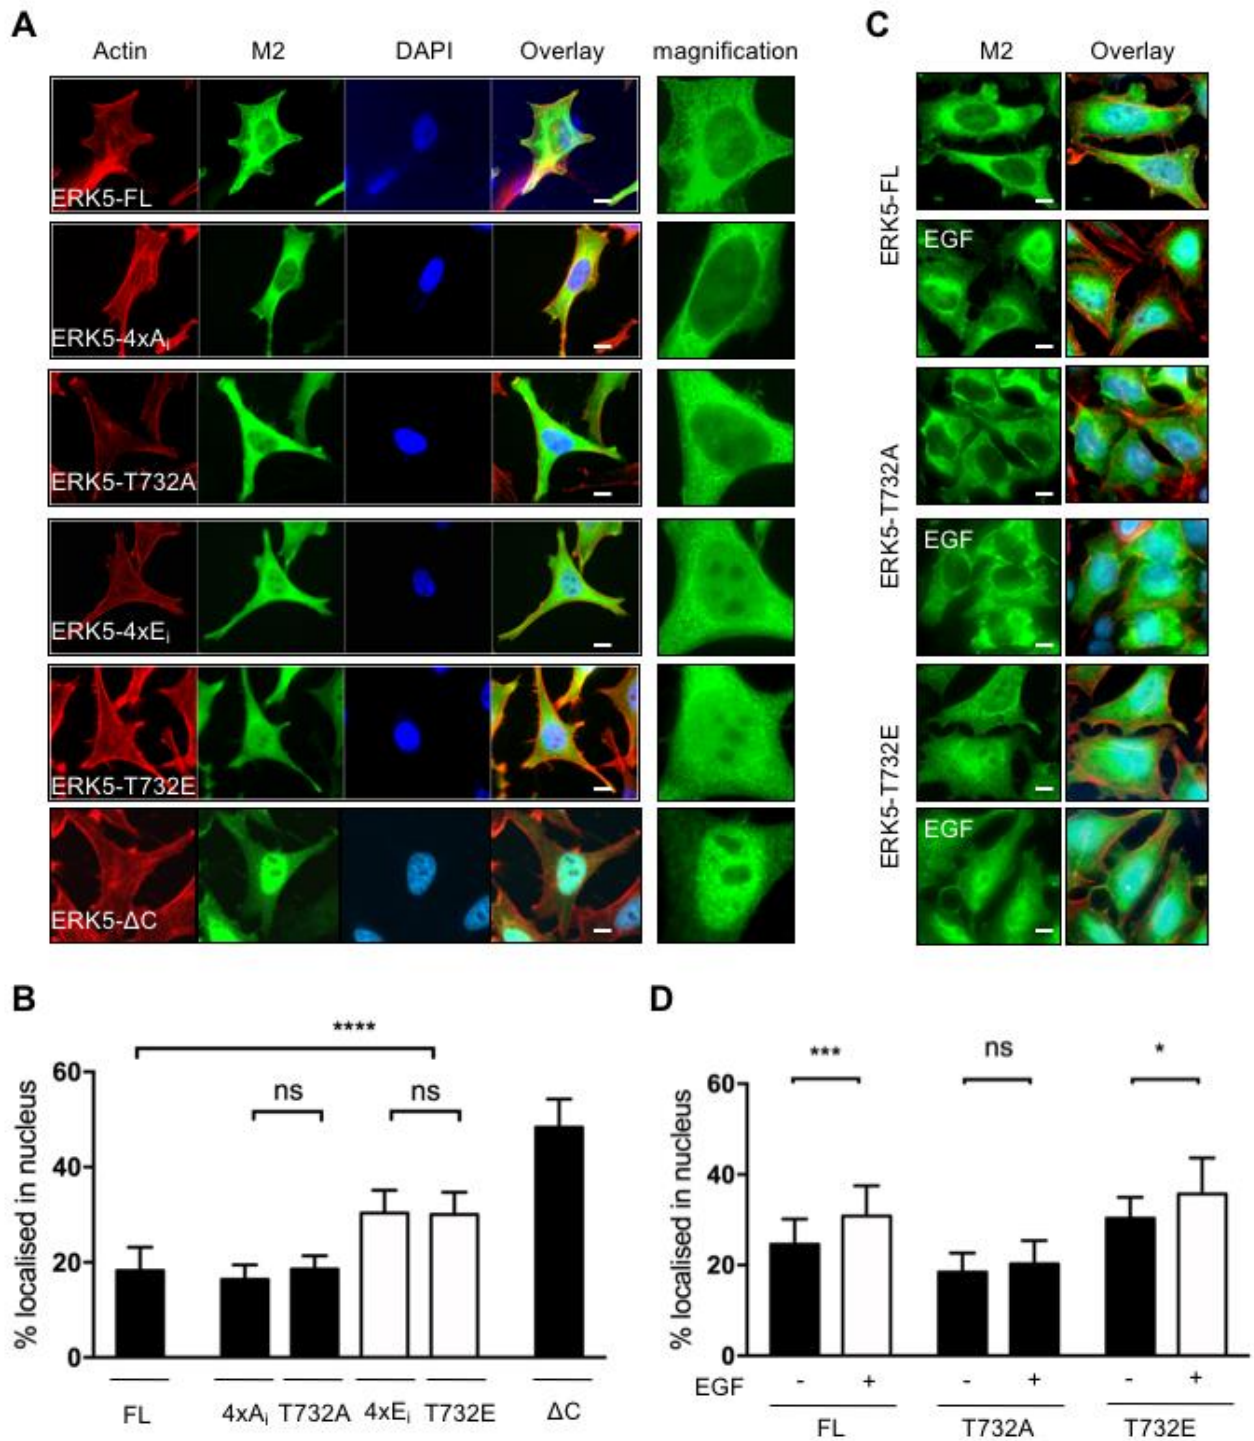 A
Actin M2 DAPI Overlay magnification
ERK5-FL
ERK5-4xAᵢ
ERK5-T732A
ERK5-4xEᵢ
ERK5-T732E
ERK5-ΔC
C
M2 Overlay
ERK5-FL
EGF
ERK5-T732A
EGF
ERK5-T732E
EGF
B
% localised in nucleus
60
40
20
0
****
ns ns
FL 4xAᵢ T732A 4xEᵢ T732E ΔC
D
% localised in nucleus
60
40
20
0
*** ns *
EGF - + - + - +
FL T732A T732E